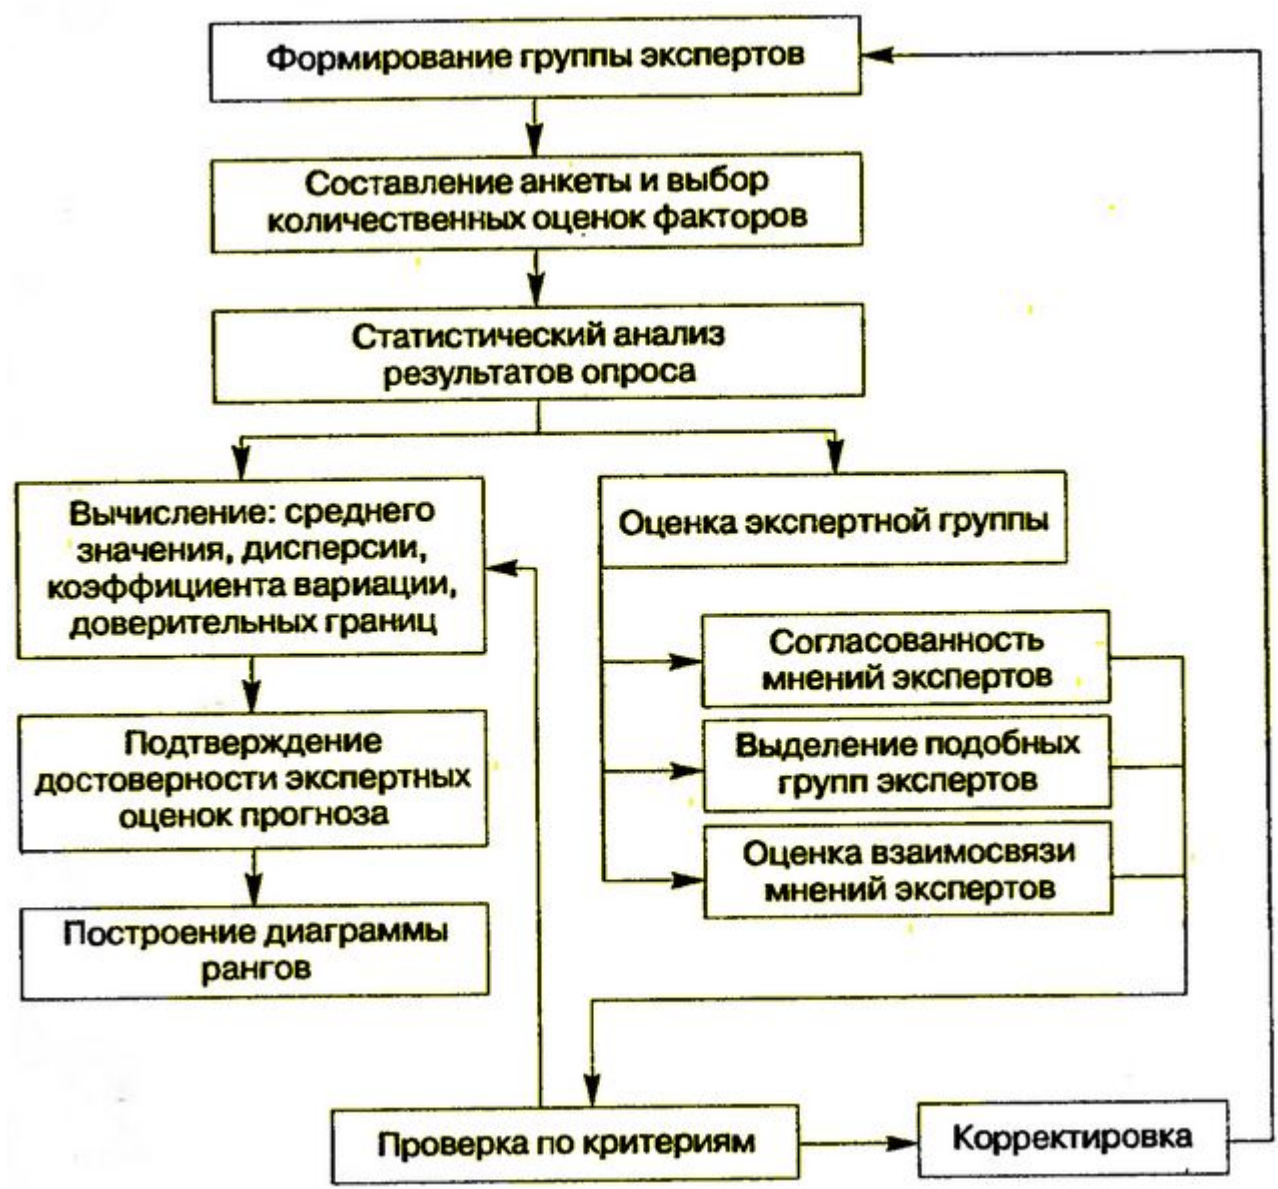 Формирование группы экспертов
Составление анкеты и выбор
количественных оценок факторов
Статистический анализ
результатов опроса
Вычисление: среднего
значения, дисперсии,
коэффициента вариации,
доверительных границ
Оценка экспертной группы
Согласованность
мнений экспертов
Подтверждение
достоверности экспертных
оценок прогноза
Выделение подобных
групп экспертов
Оценка взаимосвязи
мнений экспертов
Построение диаграммы
рангов
Проверка по критериям
Корректировка